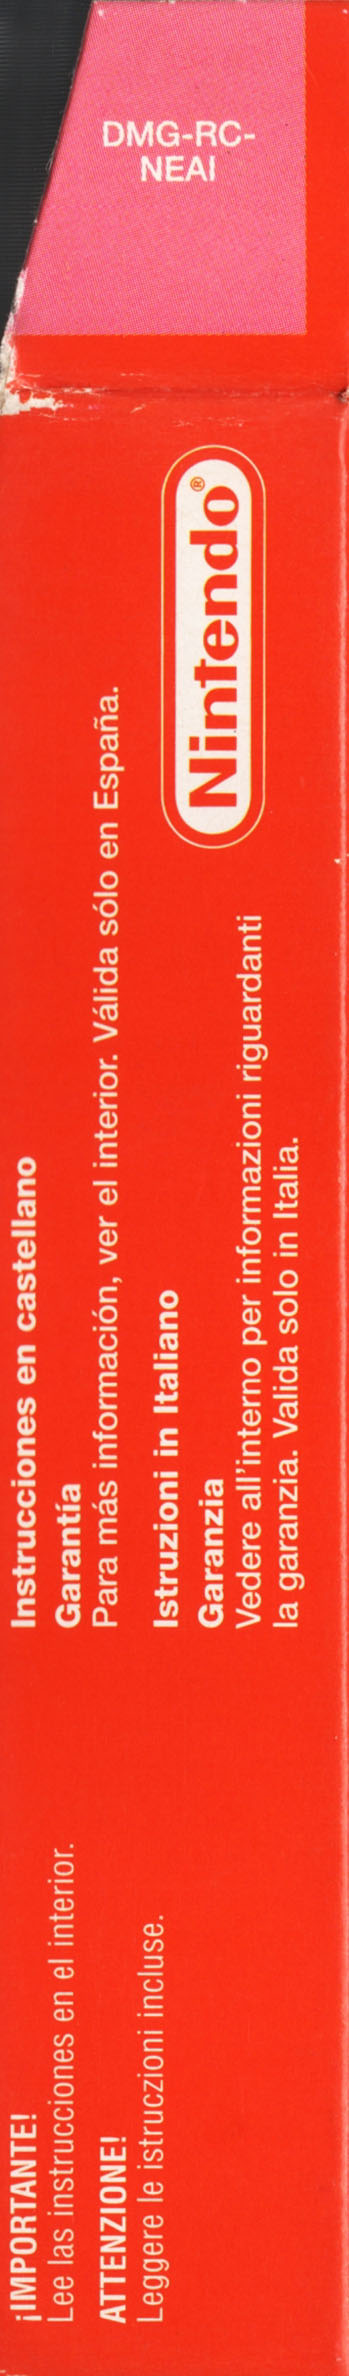 DMG-RC-
NEAI
Nintendo®
Instrucciones en castellano
Garantía
Para más información, ver el interior. Válida sólo en España.
Istruzioni in Italiano
Garanzia
Vedere all'interno per informazioni riguardanti
la garanzia. Valida solo in Italia.
¡IMPORTANTE!
Lee las instrucciones en el interior.
ATTENZIONE!
Leggere le istruczioni incluse.